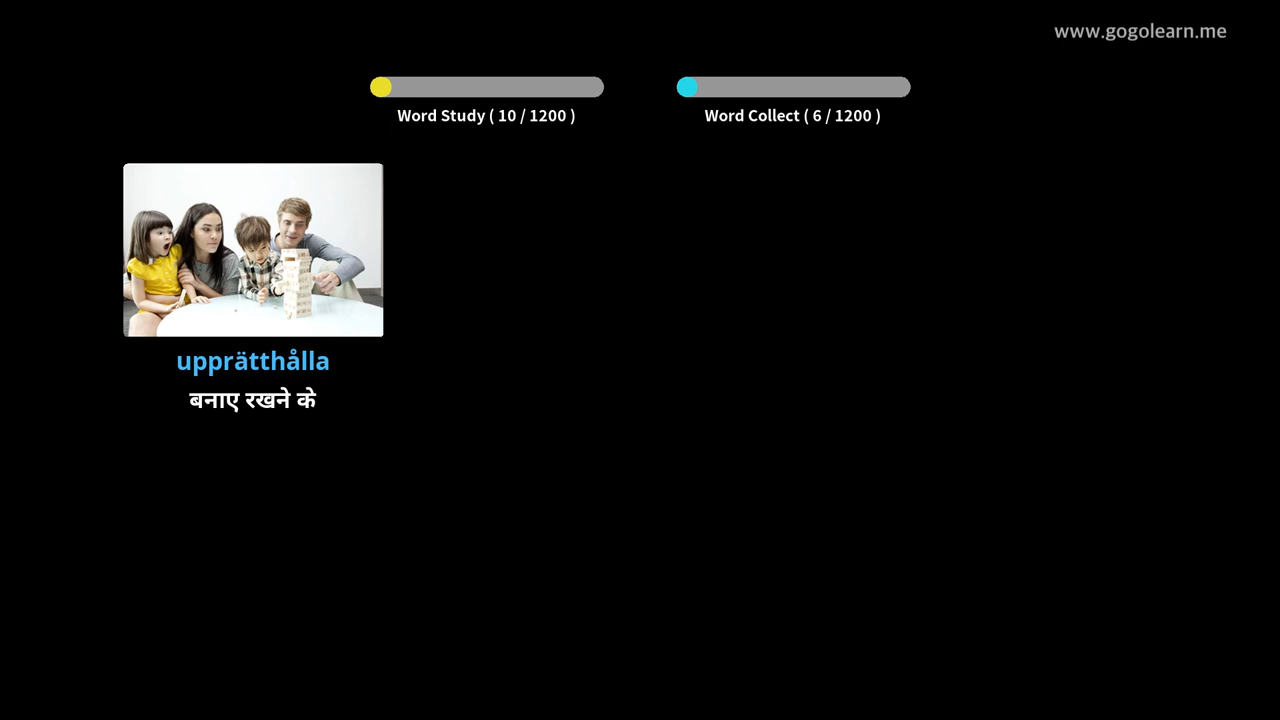 www.gogolearn.me
Word Study ( 10 / 1200 )
Word Collect ( 6 / 1200 )
upprätthålla
बनाए रखने के